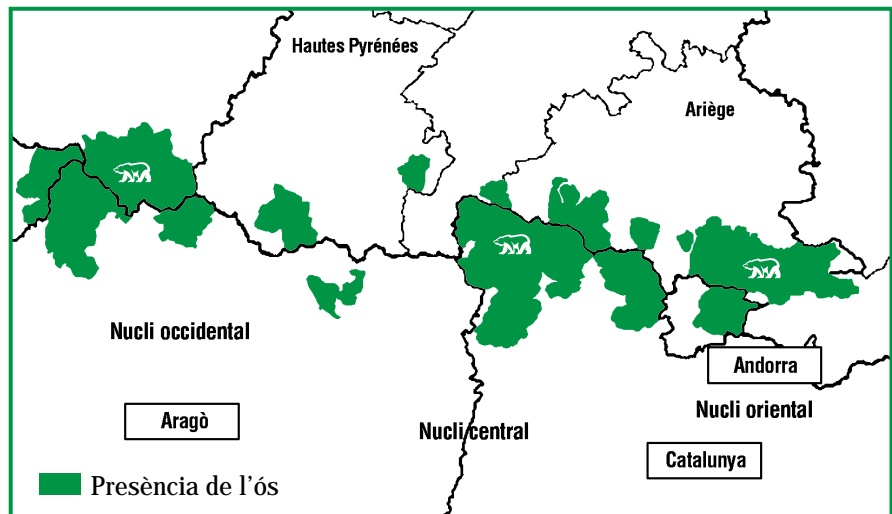 Hautes Pyrénées
Ariège
Nucli occidental
Andorra
Aragò
Nucli central
Nucli oriental
Catalunya
Presència de l'ós